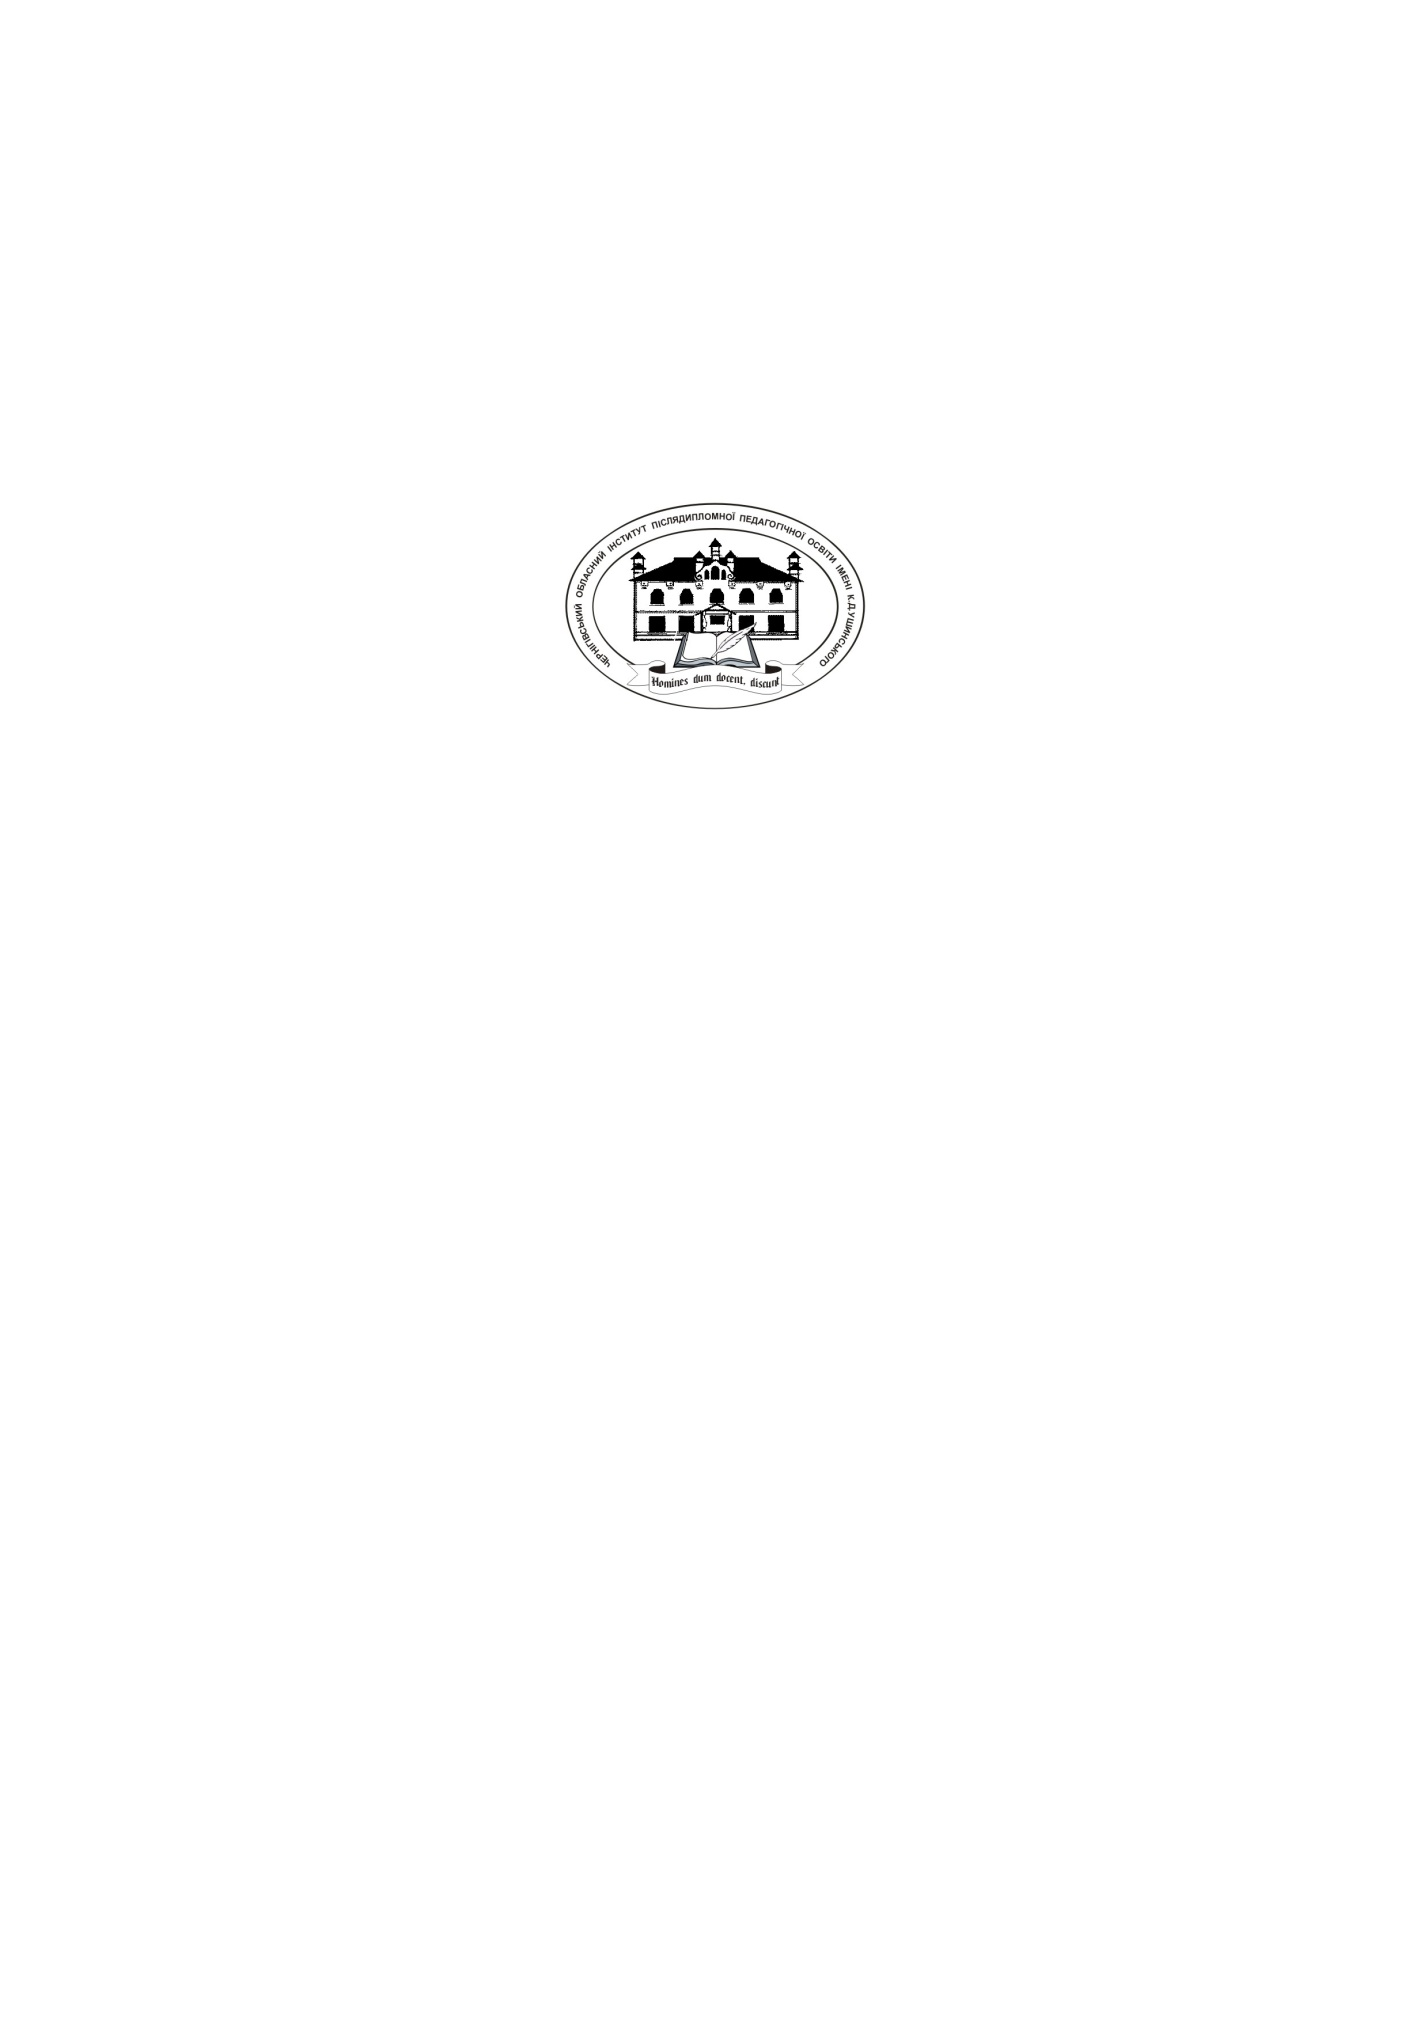 ЧЕРНІГІВСЬКИЙ ОБЛАСНИЙ ІНСТИТУТ ПІСЛЯДИПЛОМНОЇ ПЕДАГОГІЧНОЇ ОСВІТИ ІМЕНІ К.Д.УШИНСЬКОГО
Homines dum docent, discunt